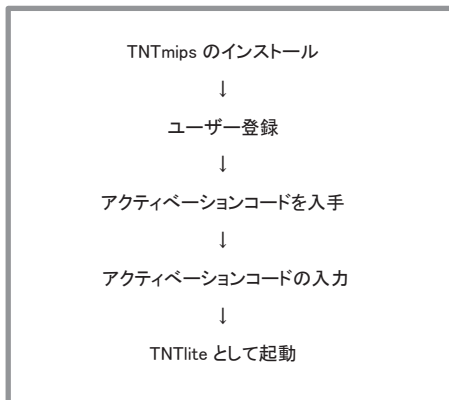 TNTmips のインストール
↓
ユーザー登録
↓
アクティベーションコードを入手
↓
アクティベーションコードの入力
↓
TNTlite として起動